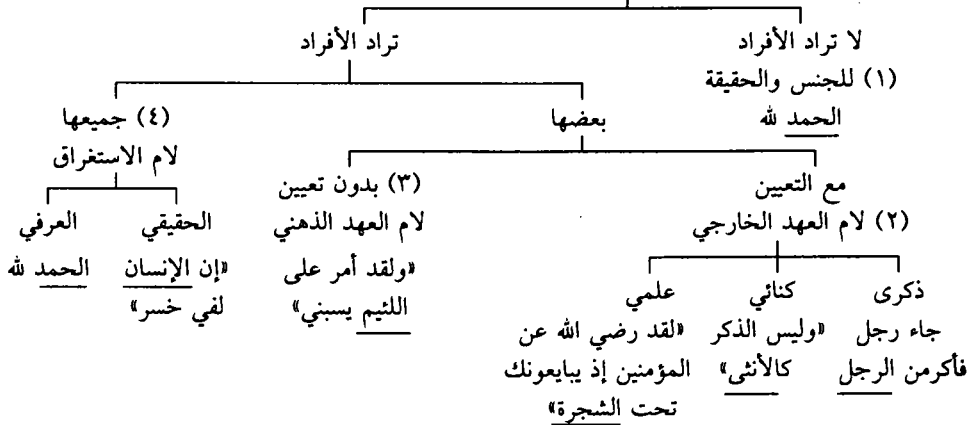 لا تراد الأفراد
(١) للجنس والحقيقة
الحمد لله
تراد الأفراد
بعضها
مع التعيين
(٢) لام العهد الخارجي
ذكرى
جاء رجل
فأكرمن الرجل
كنائي
«وليس الذكر
كالأنثى»
علمي
«لقد رضي الله عن
المؤمنين إذ يبايعونك
تحت الشجرة»
(٣) بدون تعيين
لام العهد الذهني
«ولقد أمر على
اللئيم يسبني»
(٤) جميعها
لام الاستغراق
الحقيقي
«إن الإنسان
لفي خسر»
العرفي
الحمد لله